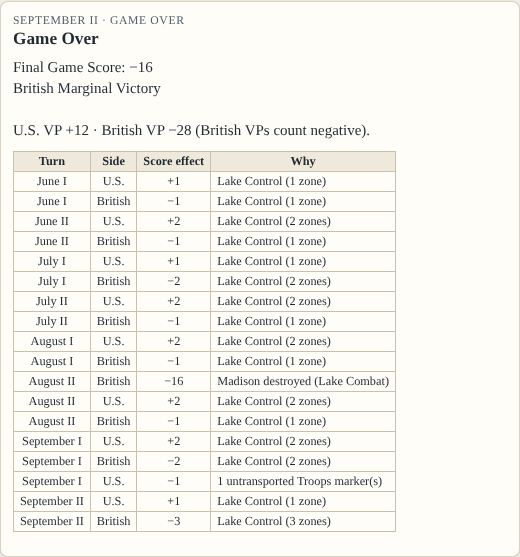 SEPTEMBER II · GAME OVER
Game Over
Final Game Score: −16
British Marginal Victory
U.S. VP +12 · British VP −28 (British VPs count negative).
Turn Side Score effect Why
June I U.S. +1 Lake Control (1 zone)
June I British −1 Lake Control (1 zone)
June II U.S. +2 Lake Control (2 zones)
June II British −1 Lake Control (1 zone)
July I U.S. +1 Lake Control (1 zone)
July I British −2 Lake Control (2 zones)
July II U.S. +2 Lake Control (2 zones)
July II British −1 Lake Control (1 zone)
August I U.S. +2 Lake Control (2 zones)
August I British −1 Lake Control (1 zone)
August II British −16 Madison destroyed (Lake Combat)
August II U.S. +2 Lake Control (2 zones)
August II British −1 Lake Control (1 zone)
September I U.S. +2 Lake Control (2 zones)
September I British −2 Lake Control (2 zones)
September I U.S. −1 1 untransported Troops marker(s)
September II U.S. +1 Lake Control (1 zone)
September II British −3 Lake Control (3 zones)